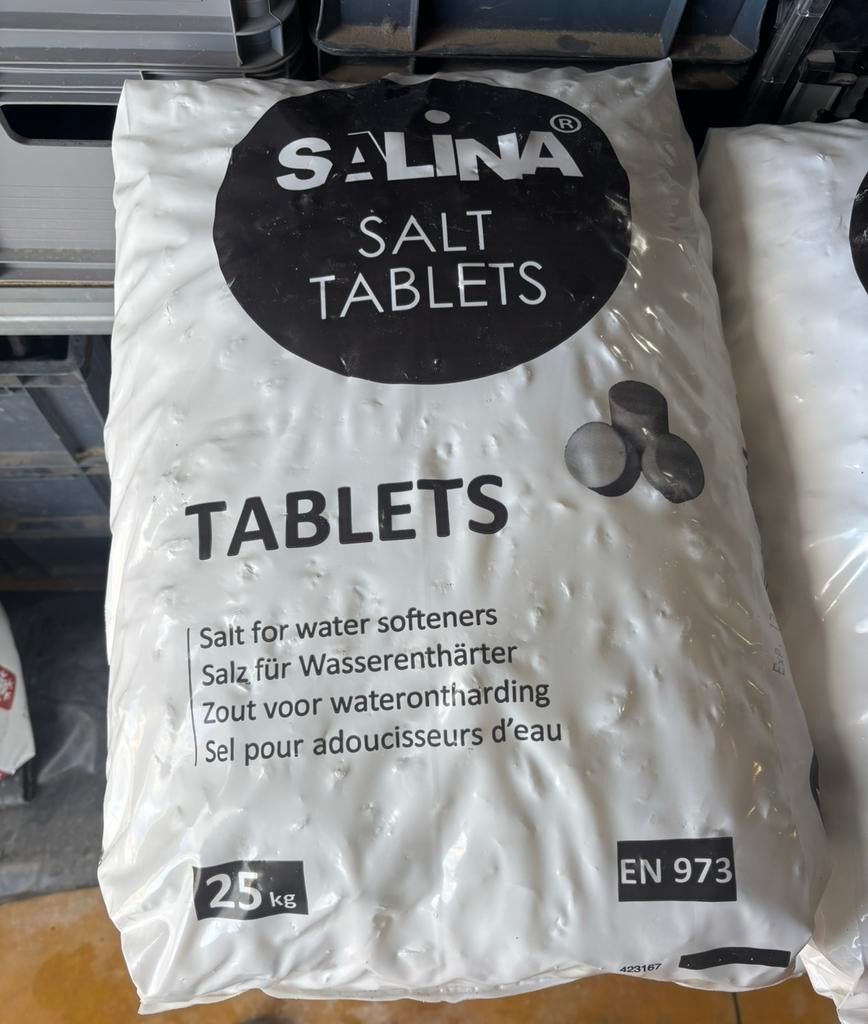 SALINA®
SALT
TABLETS
TABLETS
Salt for water softeners
Salz für Wasserenthärter
Zout voor waterontharding
Sel pour adoucisseurs d'eau
25 kg
EN 973
423167
Exp.